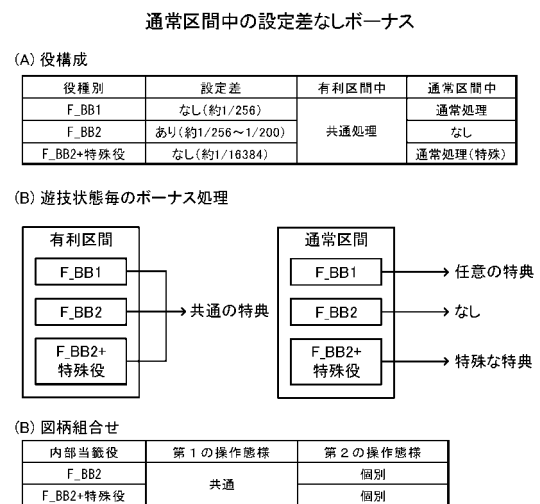 通常区間中の設定差なしボーナス
(A) 役構成
役種別 設定差 有利区間中 通常区間中
F_BB1 なし(約1/256) 共通処理 通常処理
F_BB2 あり(約1/256～1/200) なし
F_BB2+特殊役 なし(約1/16384) 通常処理(特殊)
(B) 遊技状態毎のボーナス処理
有利区間
F_BB1
F_BB2
F_BB2+
特殊役
共通の特典
通常区間
F_BB1
任意の特典
F_BB2
なし
F_BB2+
特殊役
特殊な特典
(B) 図柄組合せ
内部当籤役 第１の操作態様 第２の操作態様
F_BB2 共通 個別
F_BB2+特殊役 個別